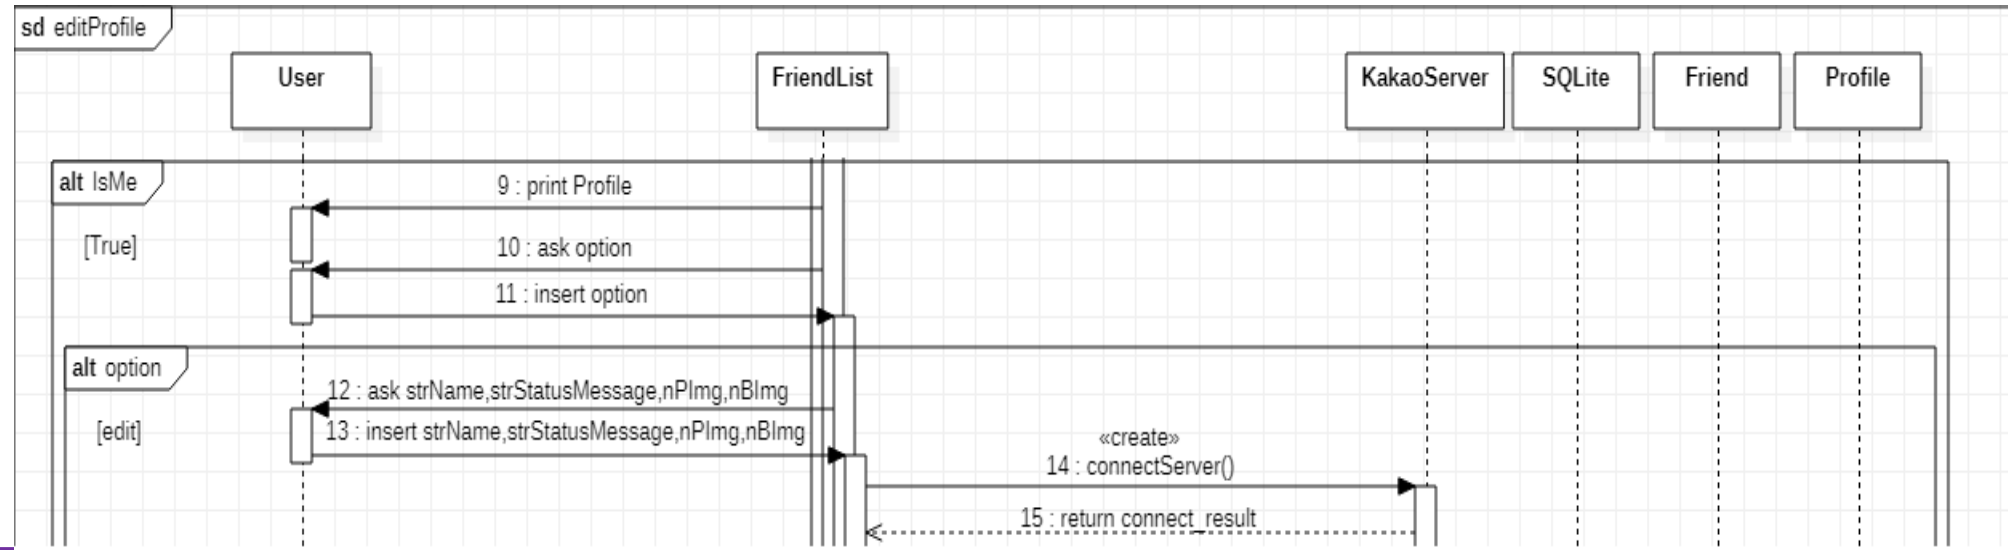 sd editProfile
User
FriendList
KakaoServer
SQLite
Friend
Profile
alt IsMe
9 : print Profile
[True]
10 : ask option
11 : insert option
alt option
12 : ask strName,strStatusMessage,nPImg,nBImg
[edit]
13 : insert strName,strStatusMessage,nPImg,nBImg
«create»
14 : connectServer()
15 : return connect_result